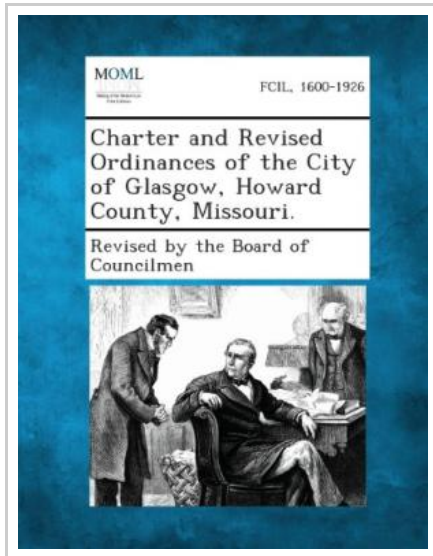 MOML
FCIL, 1600-1926
Charter and Revised
Ordinances of the City
of Glasgow, Howard
County, Missouri.
Revised by the Board of
Councilmen